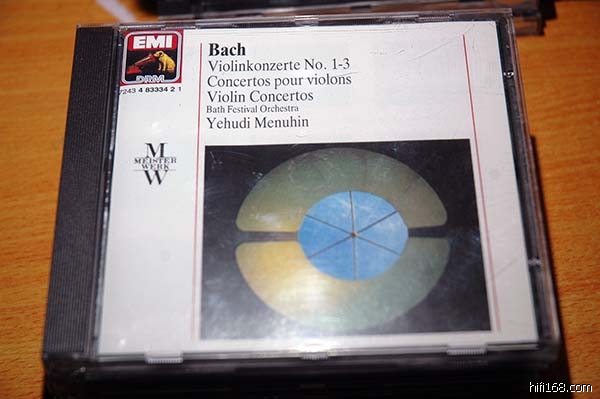 EMI
DRM
7243 4 83334 2 1
Bach
Violinkonzerte No. 1-3
Concertos pour violons
Violin Concertos
Bath Festival Orchestra
Yehudi Menuhin
M
MEISTER
WERK
W
hifi168.com